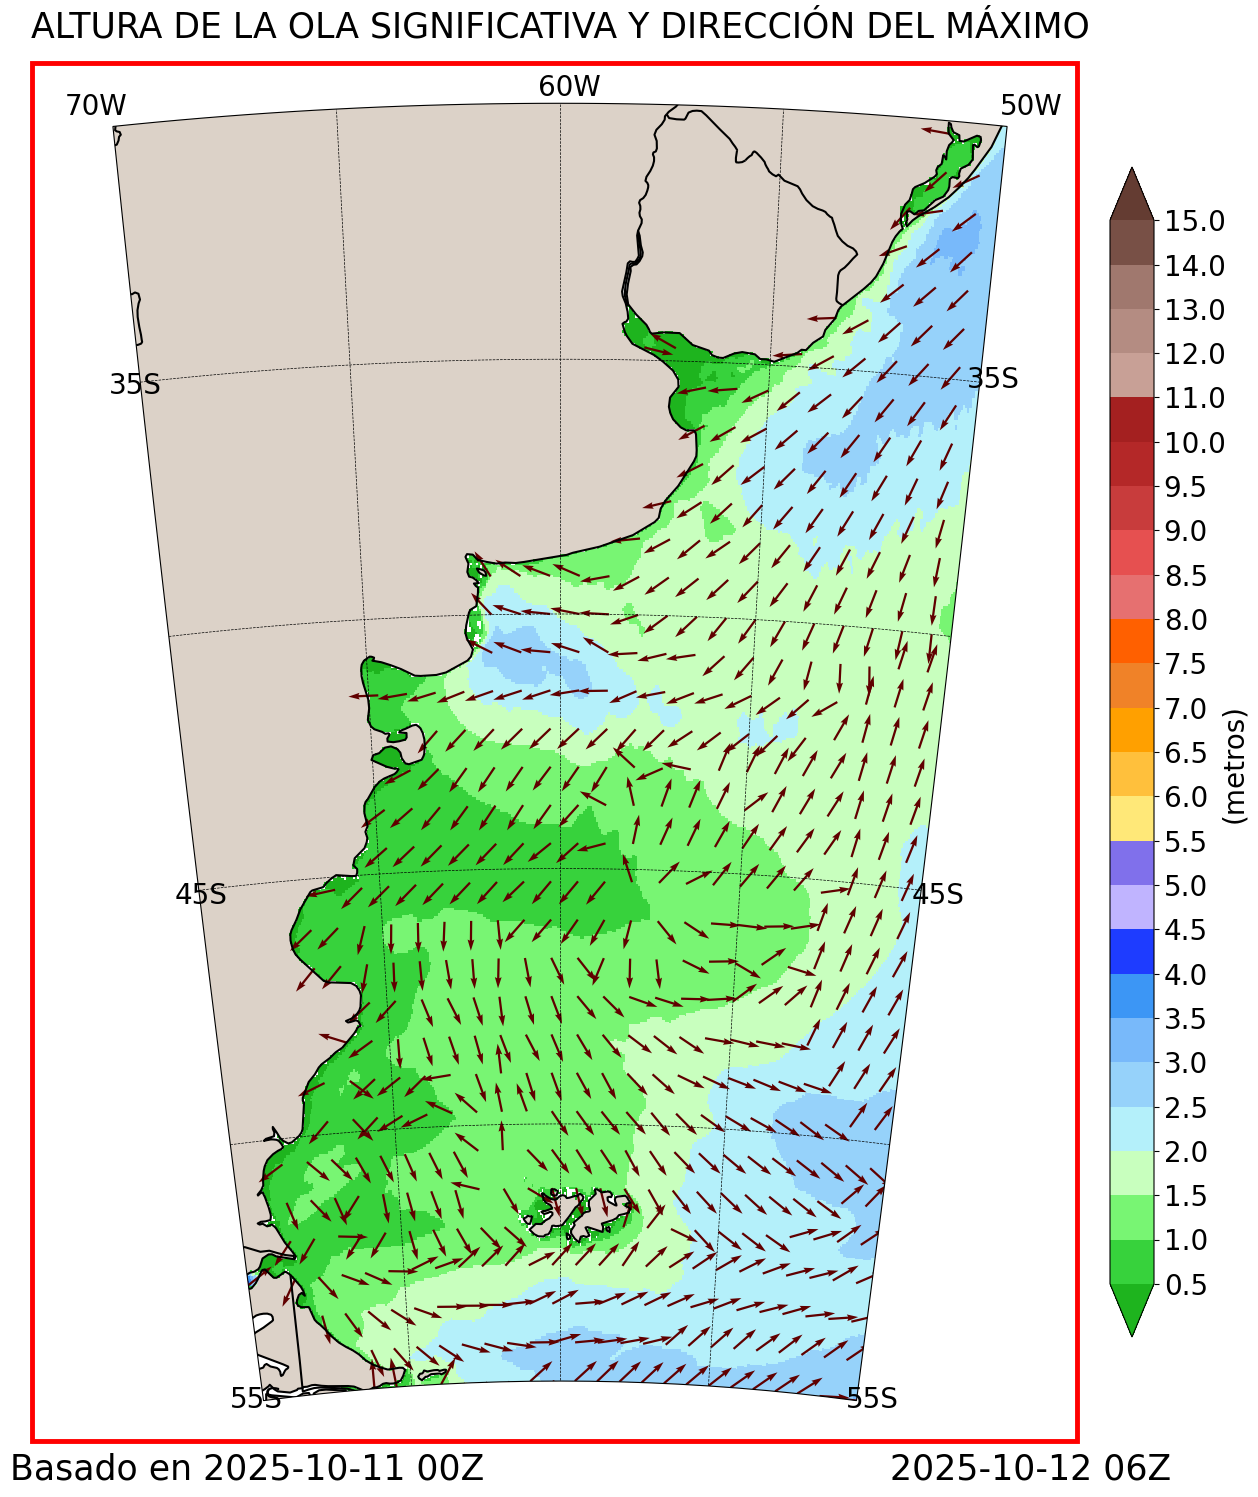 ALTURA DE LA OLA SIGNIFICATIVA Y DIRECCIÓN DEL MÁXIMO
70W
60W
50W
35S
35S
45S
45S
55S
55S
15.0
14.0
13.0
12.0
11.0
10.0
9.5
9.0
8.5
8.0
7.5
7.0
6.5
6.0
5.5
5.0
4.5
4.0
3.5
3.0
2.5
2.0
1.5
1.0
0.5
(metros)
Basado en 2025-10-11 00Z
2025-10-12 06Z